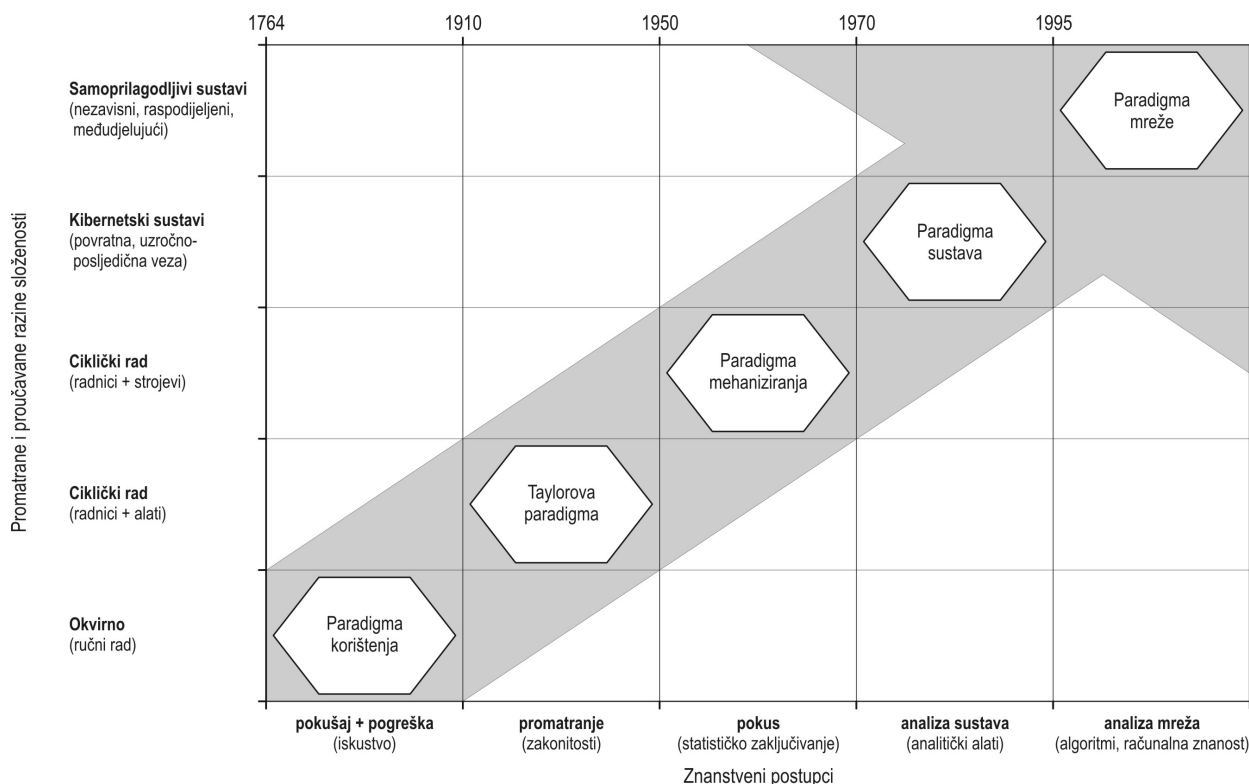 1764 1910 1950 1970 1995
Promatrane i proučavane razine složenosti
Samoprilagodljivi sustavi
(nezavisni, raspodijeljeni,
međudjelujući)
Paradigma
mreže
Kibernetski sustavi
(povratna, uzročno-
posljedična veza)
Paradigma
sustava
Ciklički rad
(radnici + strojevi)
Paradigma
mehaniziranja
Ciklički rad
(radnici + alati)
Taylorova
paradigma
Okvirno
(ručni rad)
Paradigma
korištenja
pokušaj + pogreška
(iskustvo)
promatranje
(zakonitosti)
pokus
(statističko zaključivanje)
analiza sustava
(analitički alati)
analiza mreža
(algoritmi, računalna znanost)
Znanstveni postupci